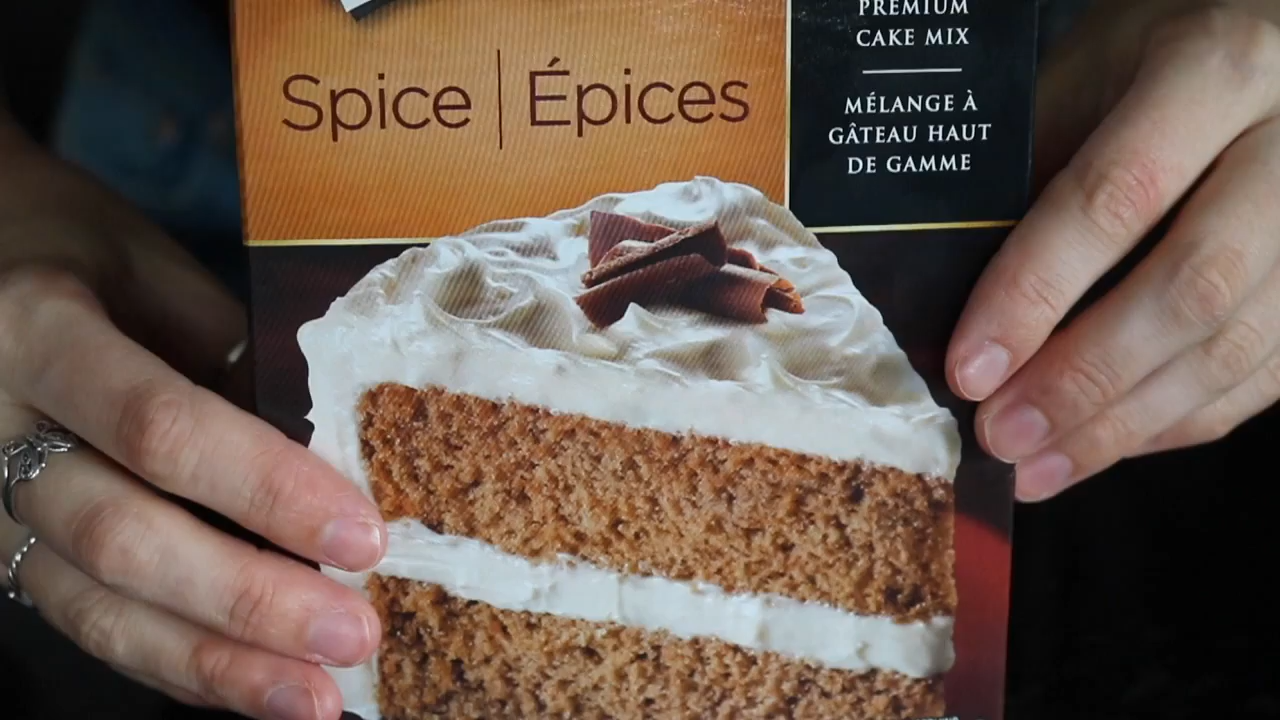 Spice | Épices
PREMIUM
CAKE MIX
MÉLANGE À
GÂTEAU HAUT
DE GAMME